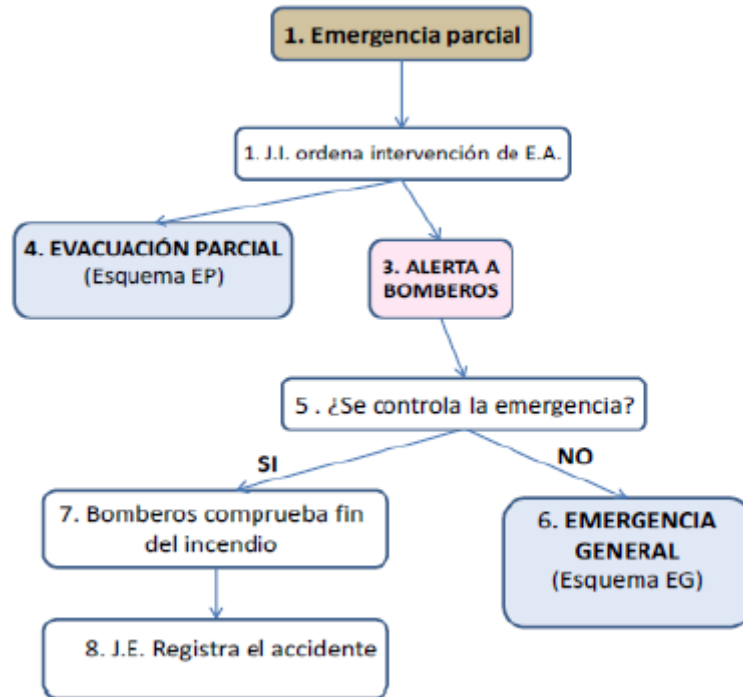 1. Emergencia parcial
1. J.I. ordena intervención de E.A.
4. EVACUACIÓN PARCIAL
(Esquema EP)
3. ALERTA A
BOMBEROS
5 . ¿Se controla la emergencia?
SI
NO
7. Bomberos comprueba fin
del incendio
6. EMERGENCIA
GENERAL
(Esquema EG)
8. J.E. Registra el accidente